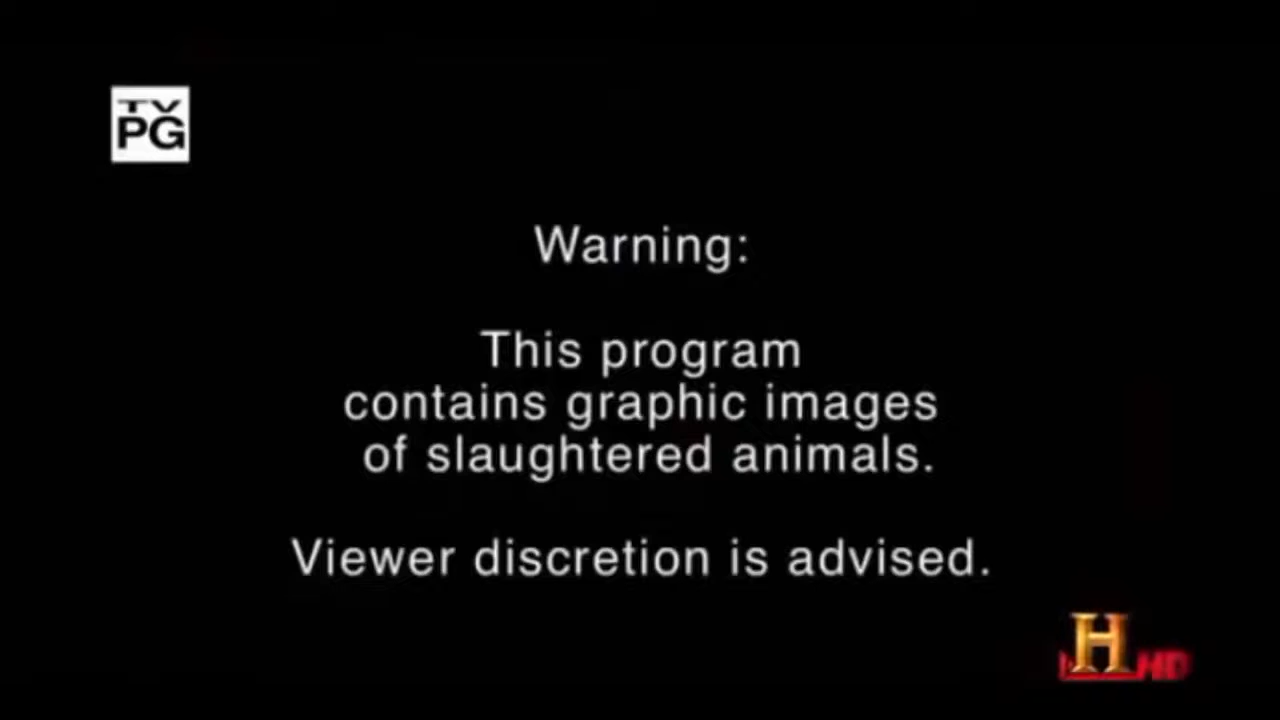 TV
PG
Warning:
This program
contains graphic images
of slaughtered animals.
Viewer discretion is advised.
H
HD